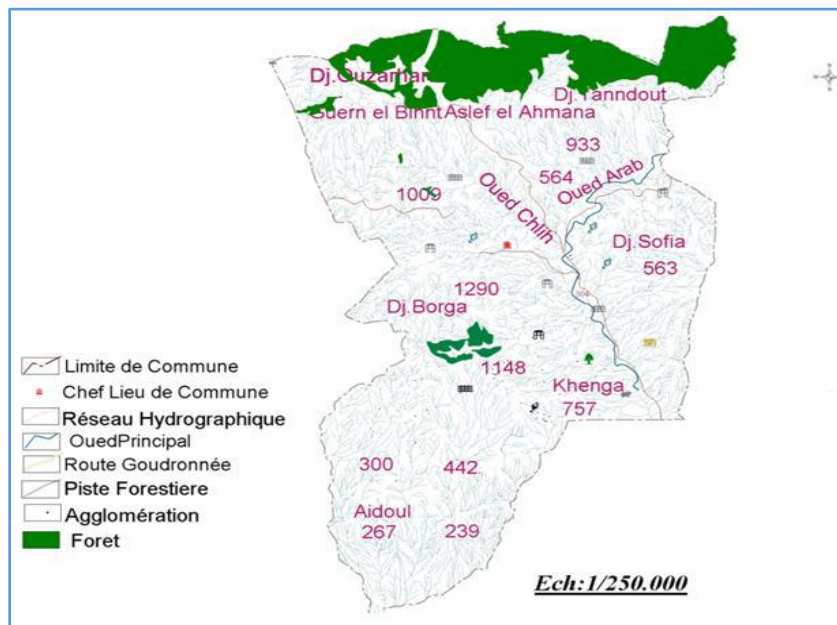 Dj.Ouzamar
Dj.Tanndout
Guern el Binnt Aslef el Ahmana
933
564
Oued Arab
1009
Oued Chlih
Dj.Sofia
563
1290
Dj.Borga
1148
Khenga
757
300
442
Aidoul
267
239
Limite de Commune
Chef Lieu de Commune
Réseau Hydrographique
OuedPrincipal
Route Goudronnée
Piste Forestiere
Agglomération
Foret
Ech:1/250.000